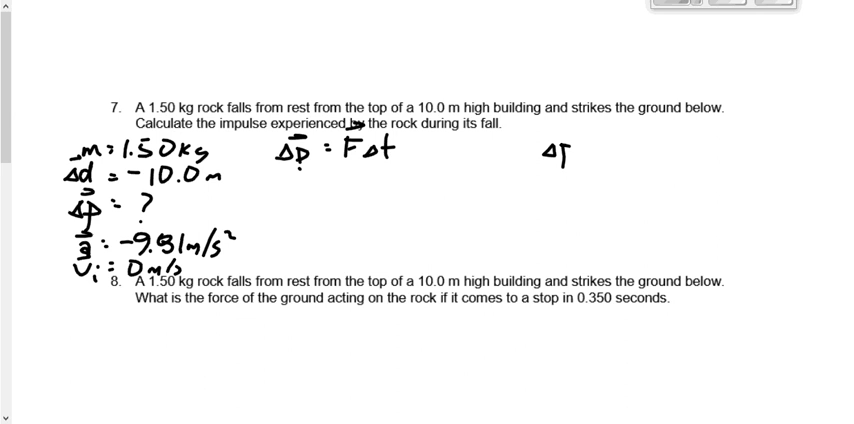 7. A 1.50 kg rock falls from rest from the top of a 10.0 m high building and strikes the ground below.
Calculate the impulse experienced by the rock during its fall.
m = 1.50 kg
Δd = -10.0 m
Δp = ?
g = -9.81 m/s²
vi = 0 m/s
Δp = FΔt
8. A 1.50 kg rock falls from rest from the top of a 10.0 m high building and strikes the ground below.
What is the force of the ground acting on the rock if it comes to a stop in 0.350 seconds.